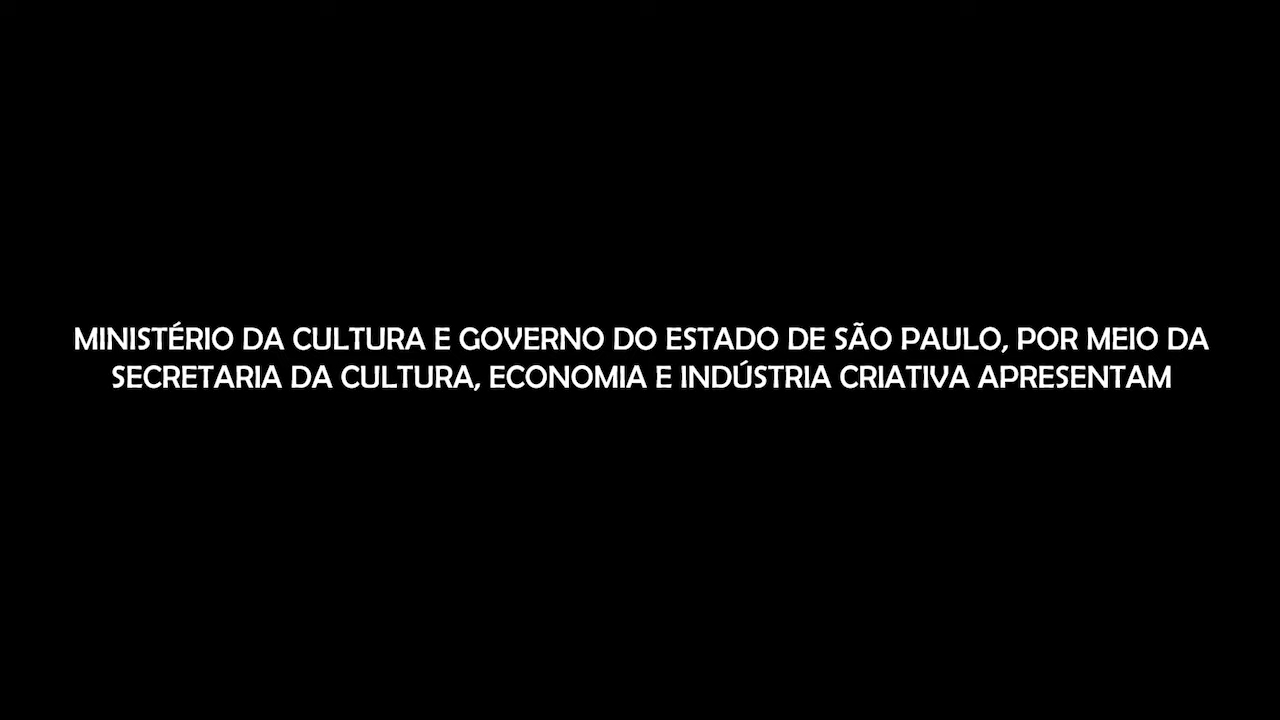 MINISTÉRIO DA CULTURA E GOVERNO DO ESTADO DE SÃO PAULO, POR MEIO DA
SECRETARIA DA CULTURA, ECONOMIA E INDÚSTRIA CRIATIVA APRESENTAM